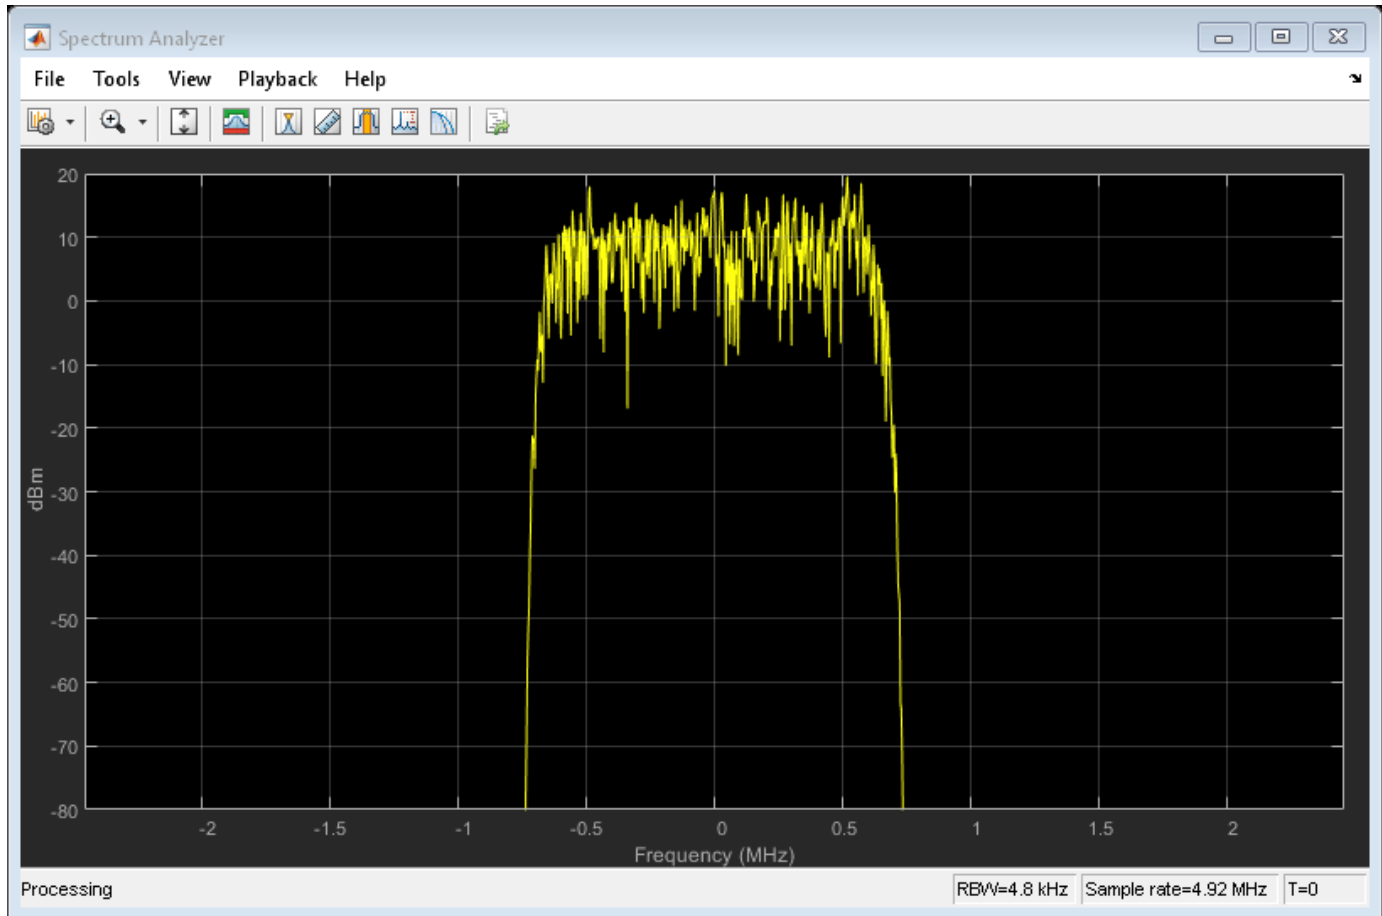 Spectrum Analyzer
File Tools View Playback Help
20
10
0
-10
-20
-30
-40
-50
-60
-70
-80
dBm
-2 -1.5 -1 -0.5 0 0.5 1 1.5 2
Frequency (MHz)
Processing RBW=4.8 kHz Sample rate=4.92 MHz T=0